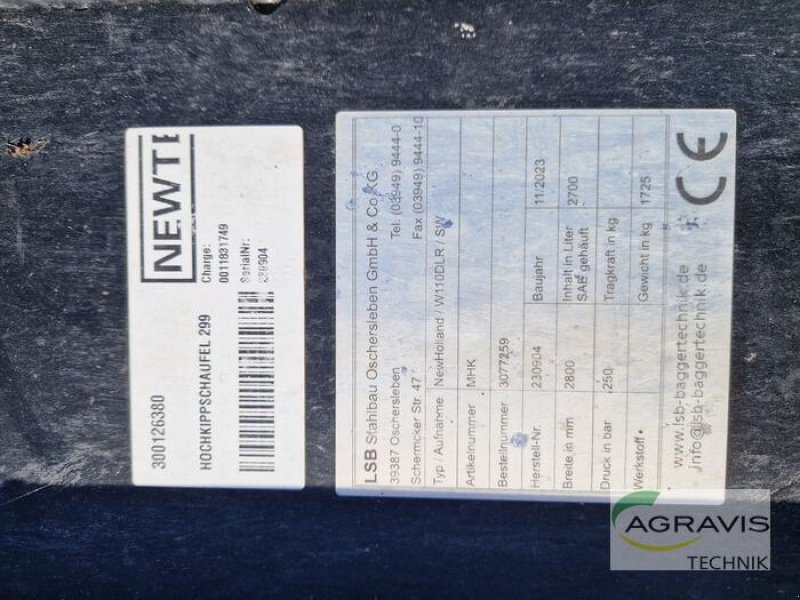 300126380
HOCHKIPPSCHAUFEL 299
NEWTE
Charge:
0011831749
SerialNr:
230904
LSB Stahlbau Oschersleben GmbH & Co.KG
39387 Oschersleben Tel. (03949) 9444-0
Schermcker Str. 47 Fax (03949) 9444-10
Typ / Aufnahme NewHolland / W110DLR / SW
Artikelnummer MHK
Bestellnummer 3077259
Herstell-Nr. 230904 Baujahr 11/2023
Breite in mm 2800 Inhalt in Liter 2700
SAE gehäuft
Druck in bar 250 Tragkraft in kg
Werkstoff Gewicht in kg 1725
www.lsb-baggertechnik.de
info@lsb-baggertechnik.de
CE
AGRAVIS
TECHNIK